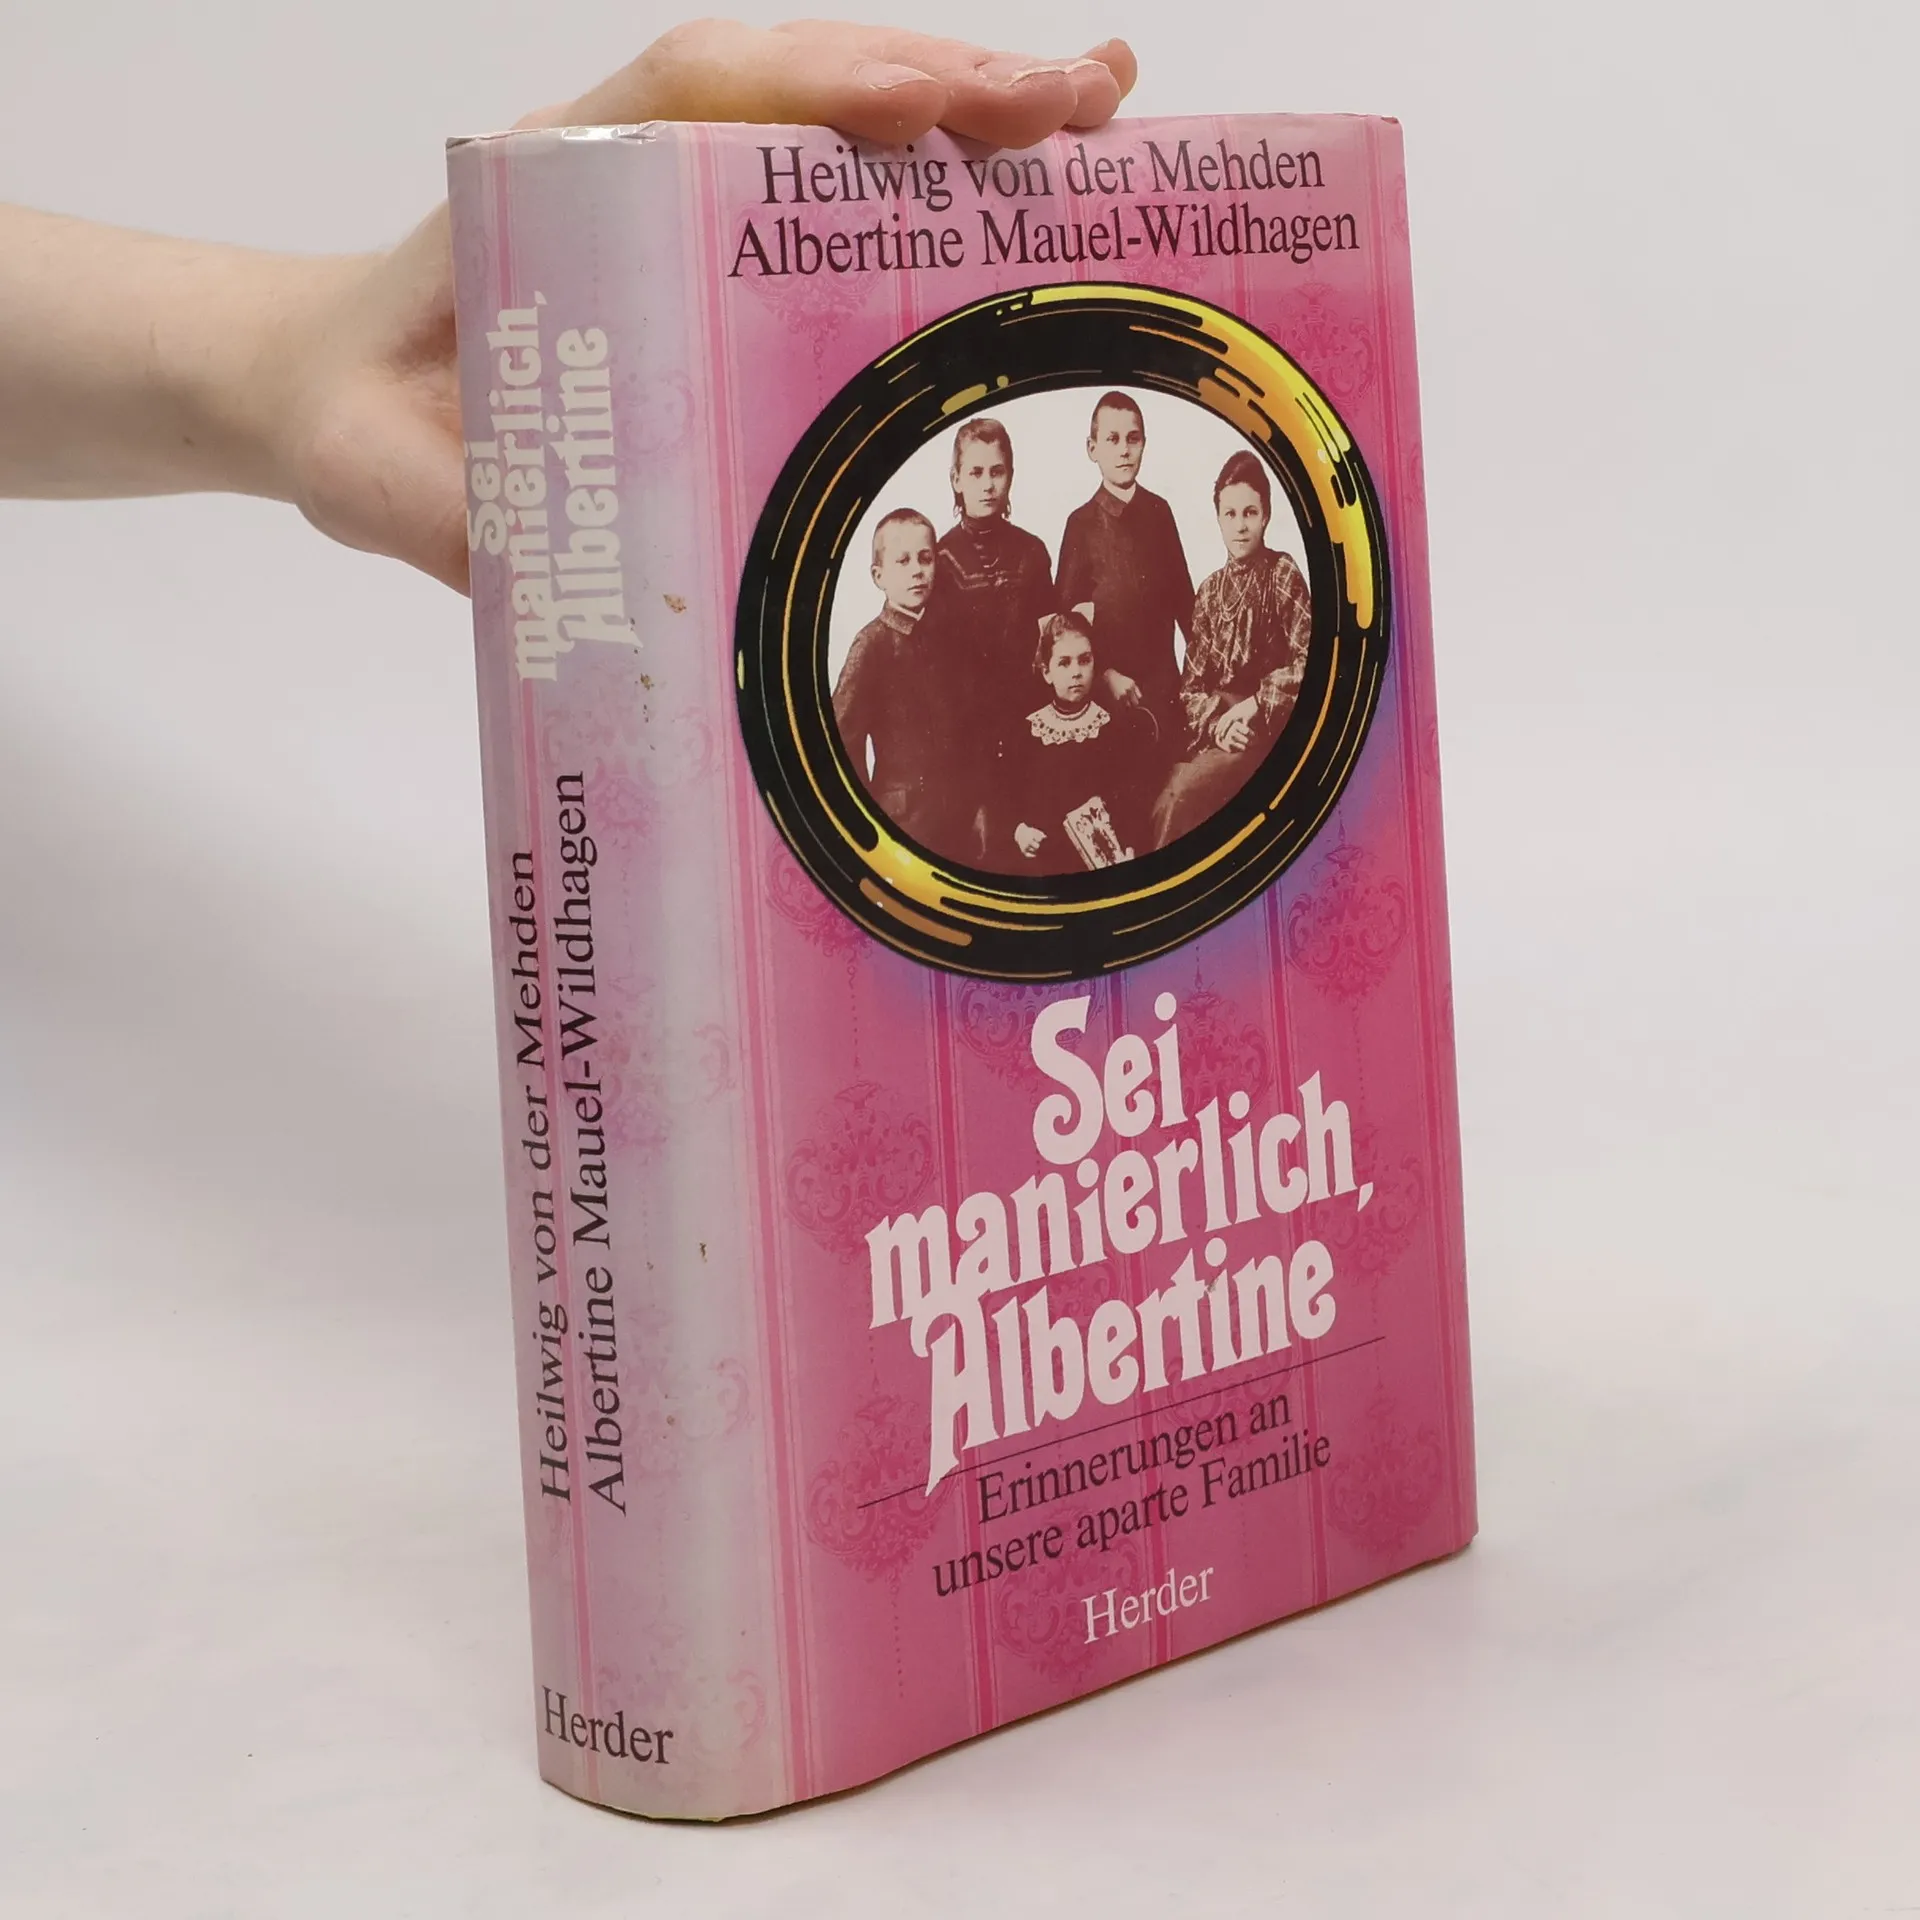 Heilwig von der Mehden
Albertine Mauel-Wildhagen
Sei
manierlich,
Albertine
Erinnerungen an
unsere aparte Familie
Herder
Sei
manierlich,
Albertine
Heilwig von der Mehden
Albertine Mauel-Wildhagen
Herder